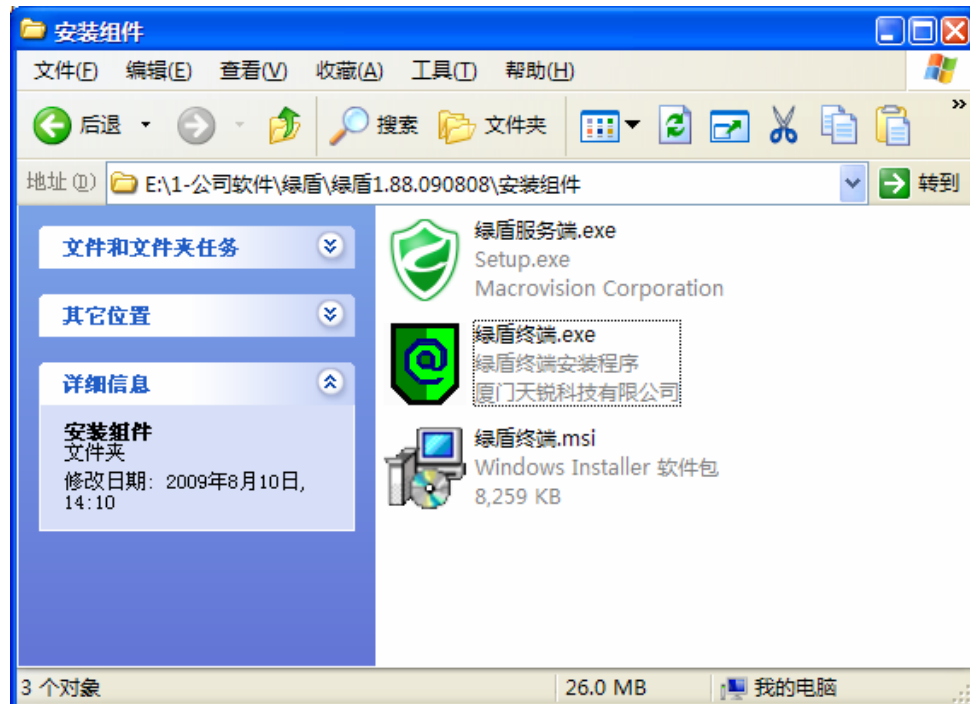 安装组件
文件(F) 编辑(E) 查看(V) 收藏(A) 工具(T) 帮助(H)
后退 搜索 文件夹 »
地址(D) E:\1-公司软件\绿盾\绿盾1.88.090808\安装组件 转到
文件和文件夹任务
其它位置
详细信息
安装组件
文件夹
修改日期: 2009年8月10日,
14:10
绿盾服务端.exe
Setup.exe
Macrovision Corporation
绿盾终端.exe
绿盾终端安装程序
厦门天锐科技有限公司
绿盾终端.msi
Windows Installer 软件包
8,259 KB
3 个对象 26.0 MB 我的电脑